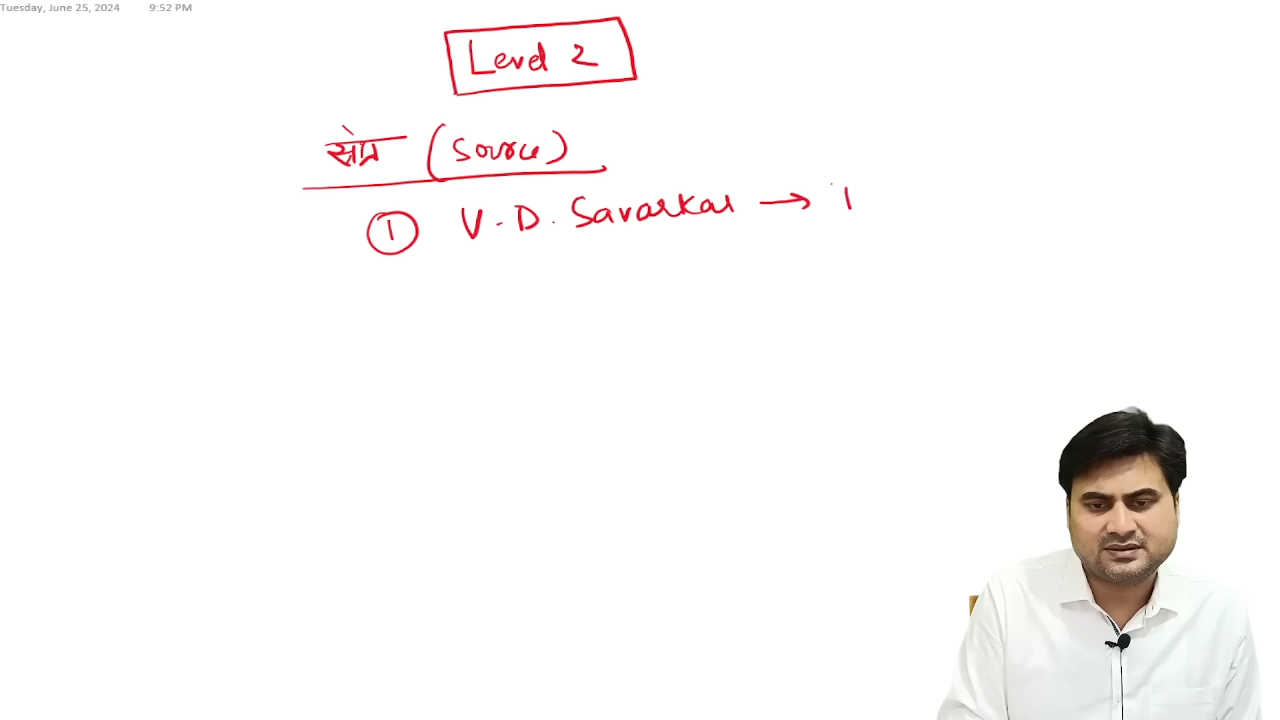 Tuesday, June 25, 2024 9:52 PM
Level 2
(Source)
① V.D. Savarkar →